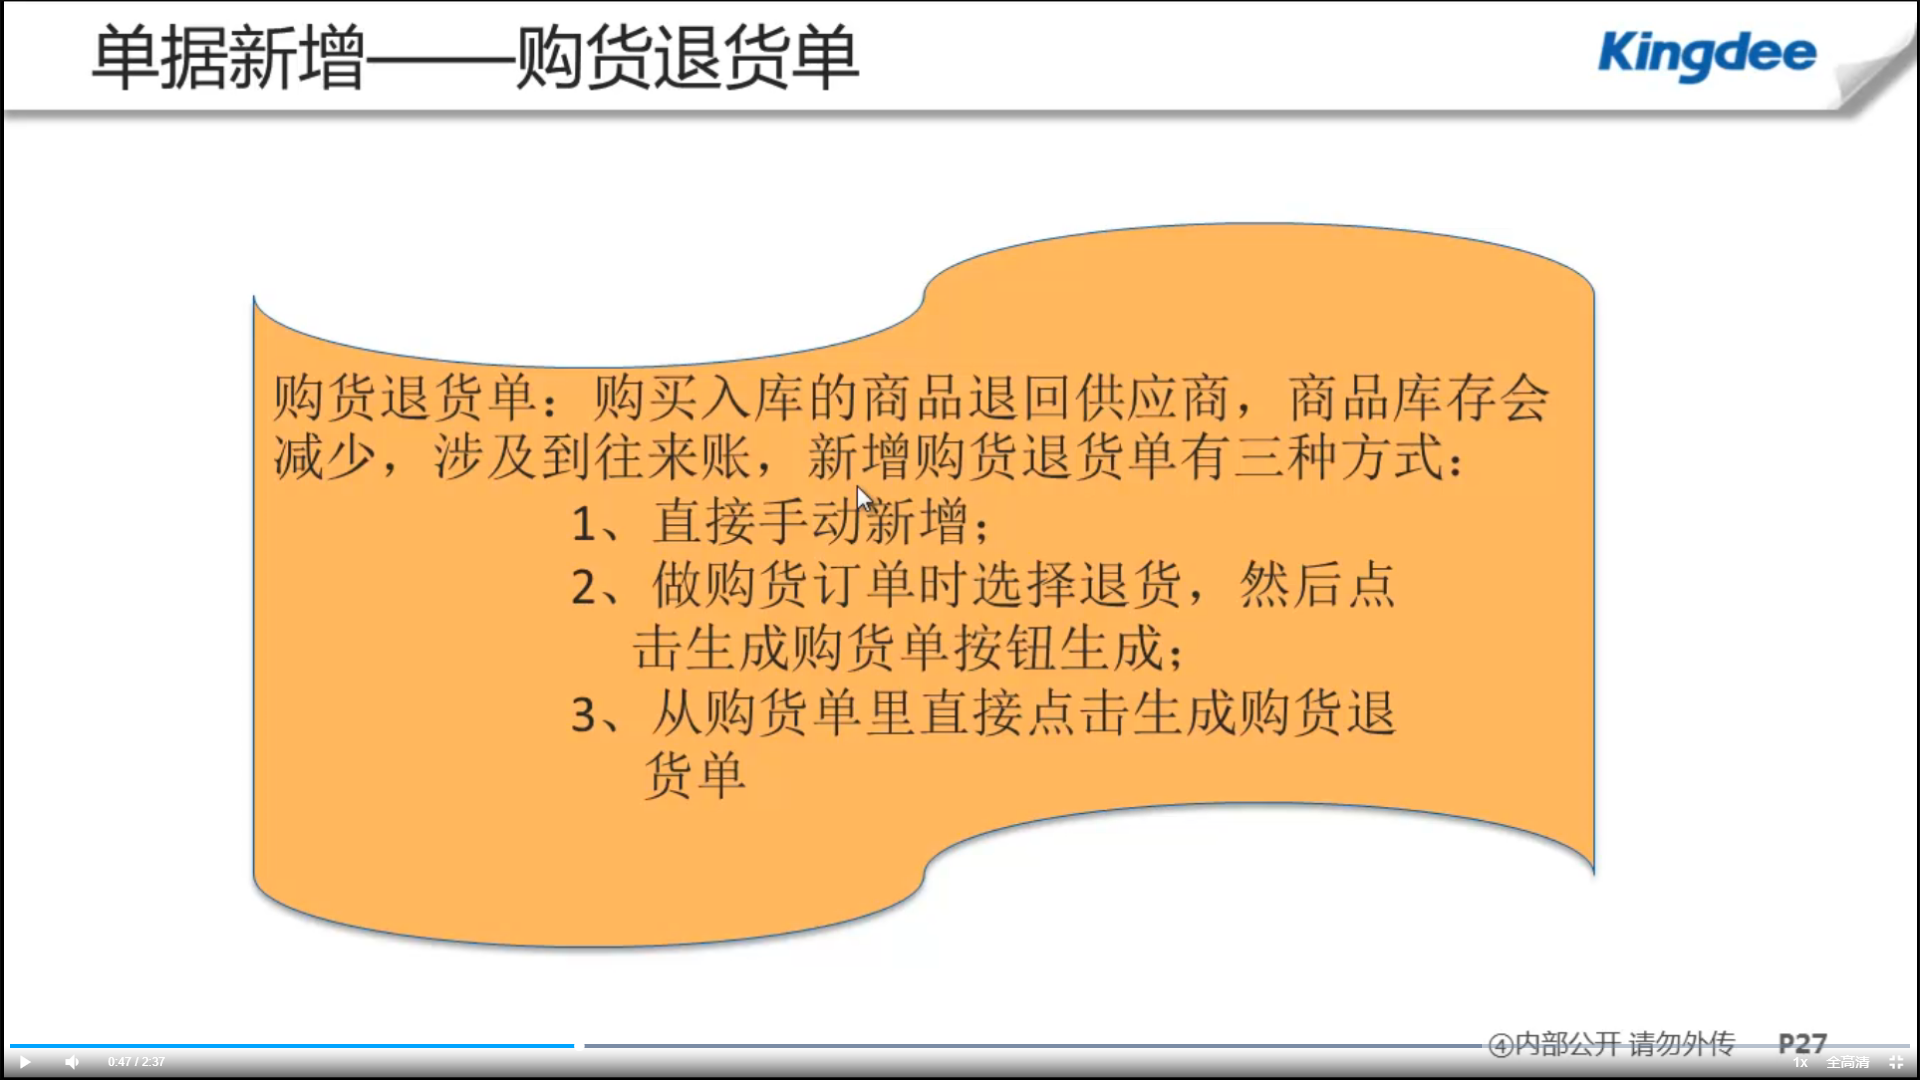 单据新增——购货退货单
Kingdee
购货退货单：购买入库的商品退回供应商，商品库存会
减少，涉及到往来账，新增购货退货单有三种方式：
1、直接手动新增；
2、做购货订单时选择退货，然后点
击生成购货单按钮生成；
3、从购货单里直接点击生成购货退
货单
④内部公开 请勿外传
P27
0:47 / 2:37
1x
全高清